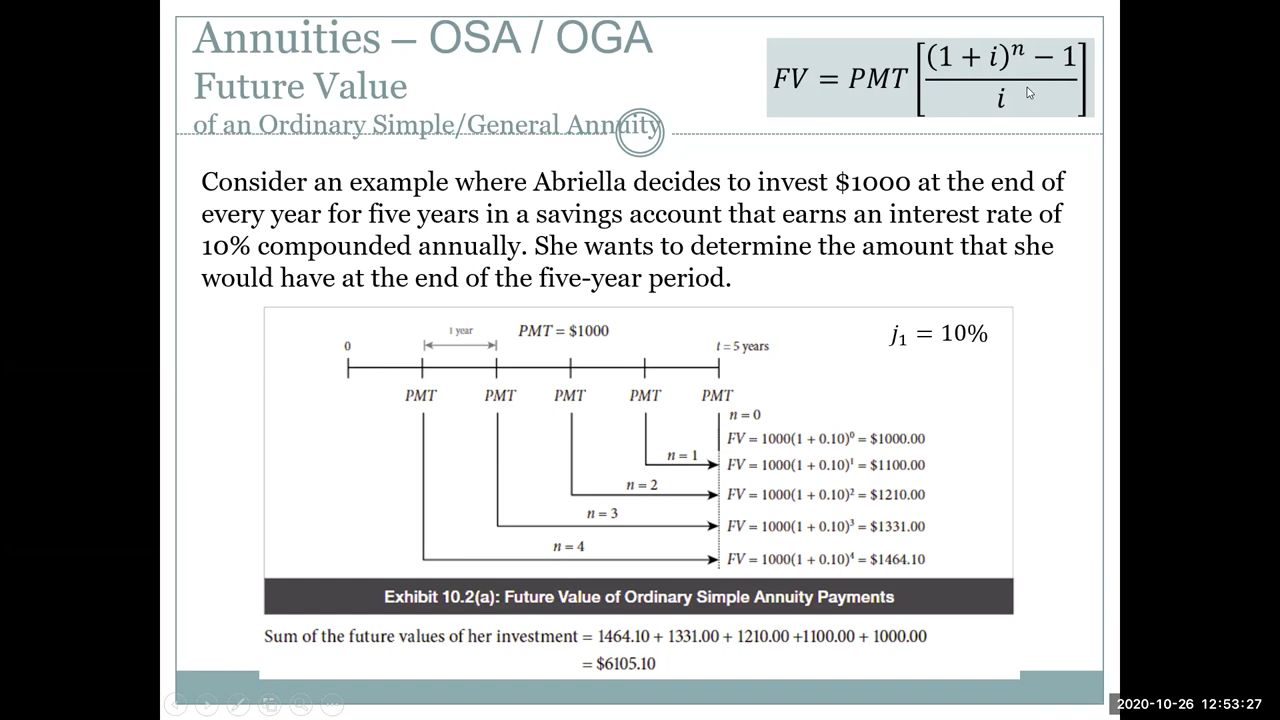 Annuities – OSA / OGA
Future Value
of an Ordinary Simple/General Annuity
FV = PMT [((1 + i)ⁿ − 1) / i]
Consider an example where Abriella decides to invest $1000 at the end of
every year for five years in a savings account that earns an interest rate of
10% compounded annually. She wants to determine the amount that she
would have at the end of the five-year period.
1 year
PMT = $1000
j₁ = 10%
0
t = 5 years
PMT PMT PMT PMT PMT
n = 0
FV = 1000(1 + 0.10)⁰ = $1000.00
n = 1
FV = 1000(1 + 0.10)¹ = $1100.00
n = 2
FV = 1000(1 + 0.10)² = $1210.00
n = 3
FV = 1000(1 + 0.10)³ = $1331.00
n = 4
FV = 1000(1 + 0.10)⁴ = $1464.10
Exhibit 10.2(a): Future Value of Ordinary Simple Annuity Payments
Sum of the future values of her investment = 1464.10 + 1331.00 + 1210.00 +1100.00 + 1000.00
= $6105.10
2020-10-26 12:53:27